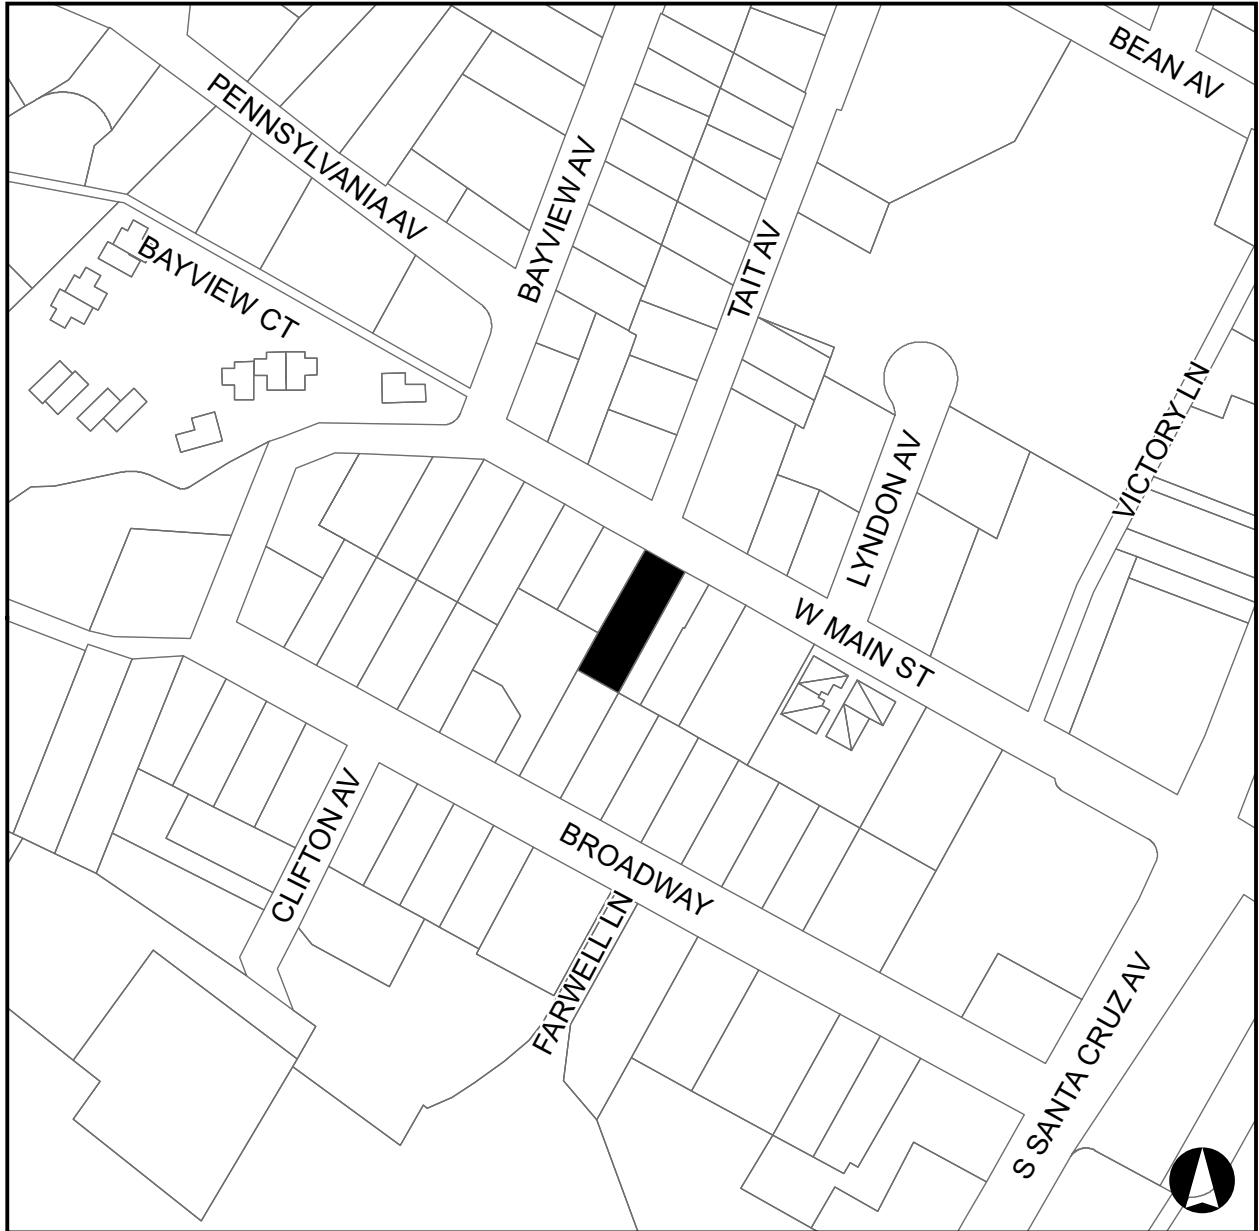 BEAN AV
PENNSYLVANIA AV
BAYVIEW AV
BAYVIEW CT
TAIT AV
VICTORY LN
LYNDON AV
W MAIN ST
CLIFTON AV
BROADWAY
FARWELL LN
S SANTA CRUZ AV